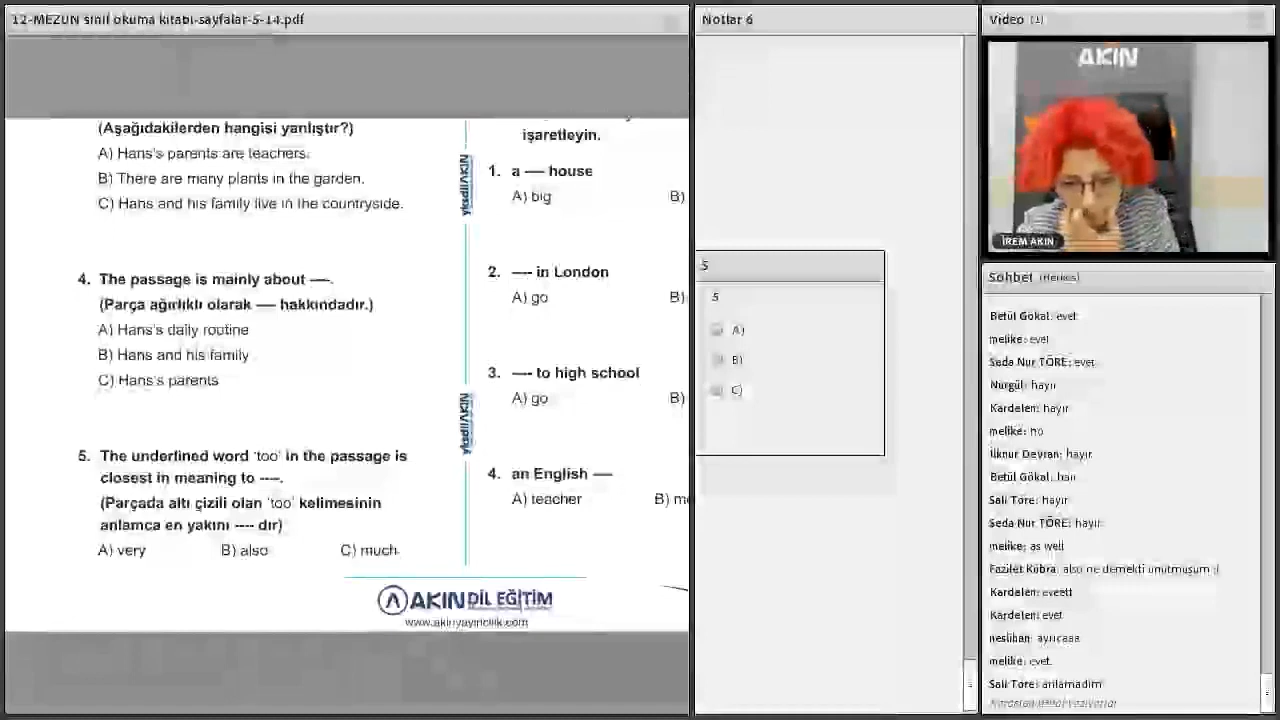 12-MEZUN sınıf okuma kitabı-sayfalar-5-14.pdf
(Aşağıdakilerden hangisi yanlıştır?)
A) Hans's parents are teachers.
B) There are many plants in the garden.
C) Hans and his family live in the countryside.
4. The passage is mainly about ----.
(Parça ağırlıklı olarak ---- hakkındadır.)
A) Hans's daily routine
B) Hans and his family
C) Hans's parents
5. The underlined word 'too' in the passage is
closest in meaning to ----.
(Parçada altı çizili olan 'too' kelimesinin
anlamca en yakını ---- dır)
A) very B) also C) much
işaretleyin.
1. a ---- house
A) big B)
2. ---- in London
A) go B)
3. ---- to high school
A) go B)
4. an English ----
A) teacher B)
AKIN DİL EĞİTİM
www.akinyayincilik.com
Notlar 6
5
5
A)
B)
C)
Video (1)
AKIN
İREM AKIN
Sohbet (Herkes)
Betül Gökal: evet
melike: evet
Seda Nur TÖRE: evet
Nurgül: hayır
Kardelen: hayır
melike: no
İlknur Devran: hayır
Betül Gökal:
Sali Töre: hayır
Seda Nur TÖRE: hayır
melike: as well
Fazilet Kübra: also ne demekti unutmuşum :(
Kardelen: eveett
Kardelen: evet
neslihan: ayrıcaaa
melike: evet
Sali Töre: anlamadım